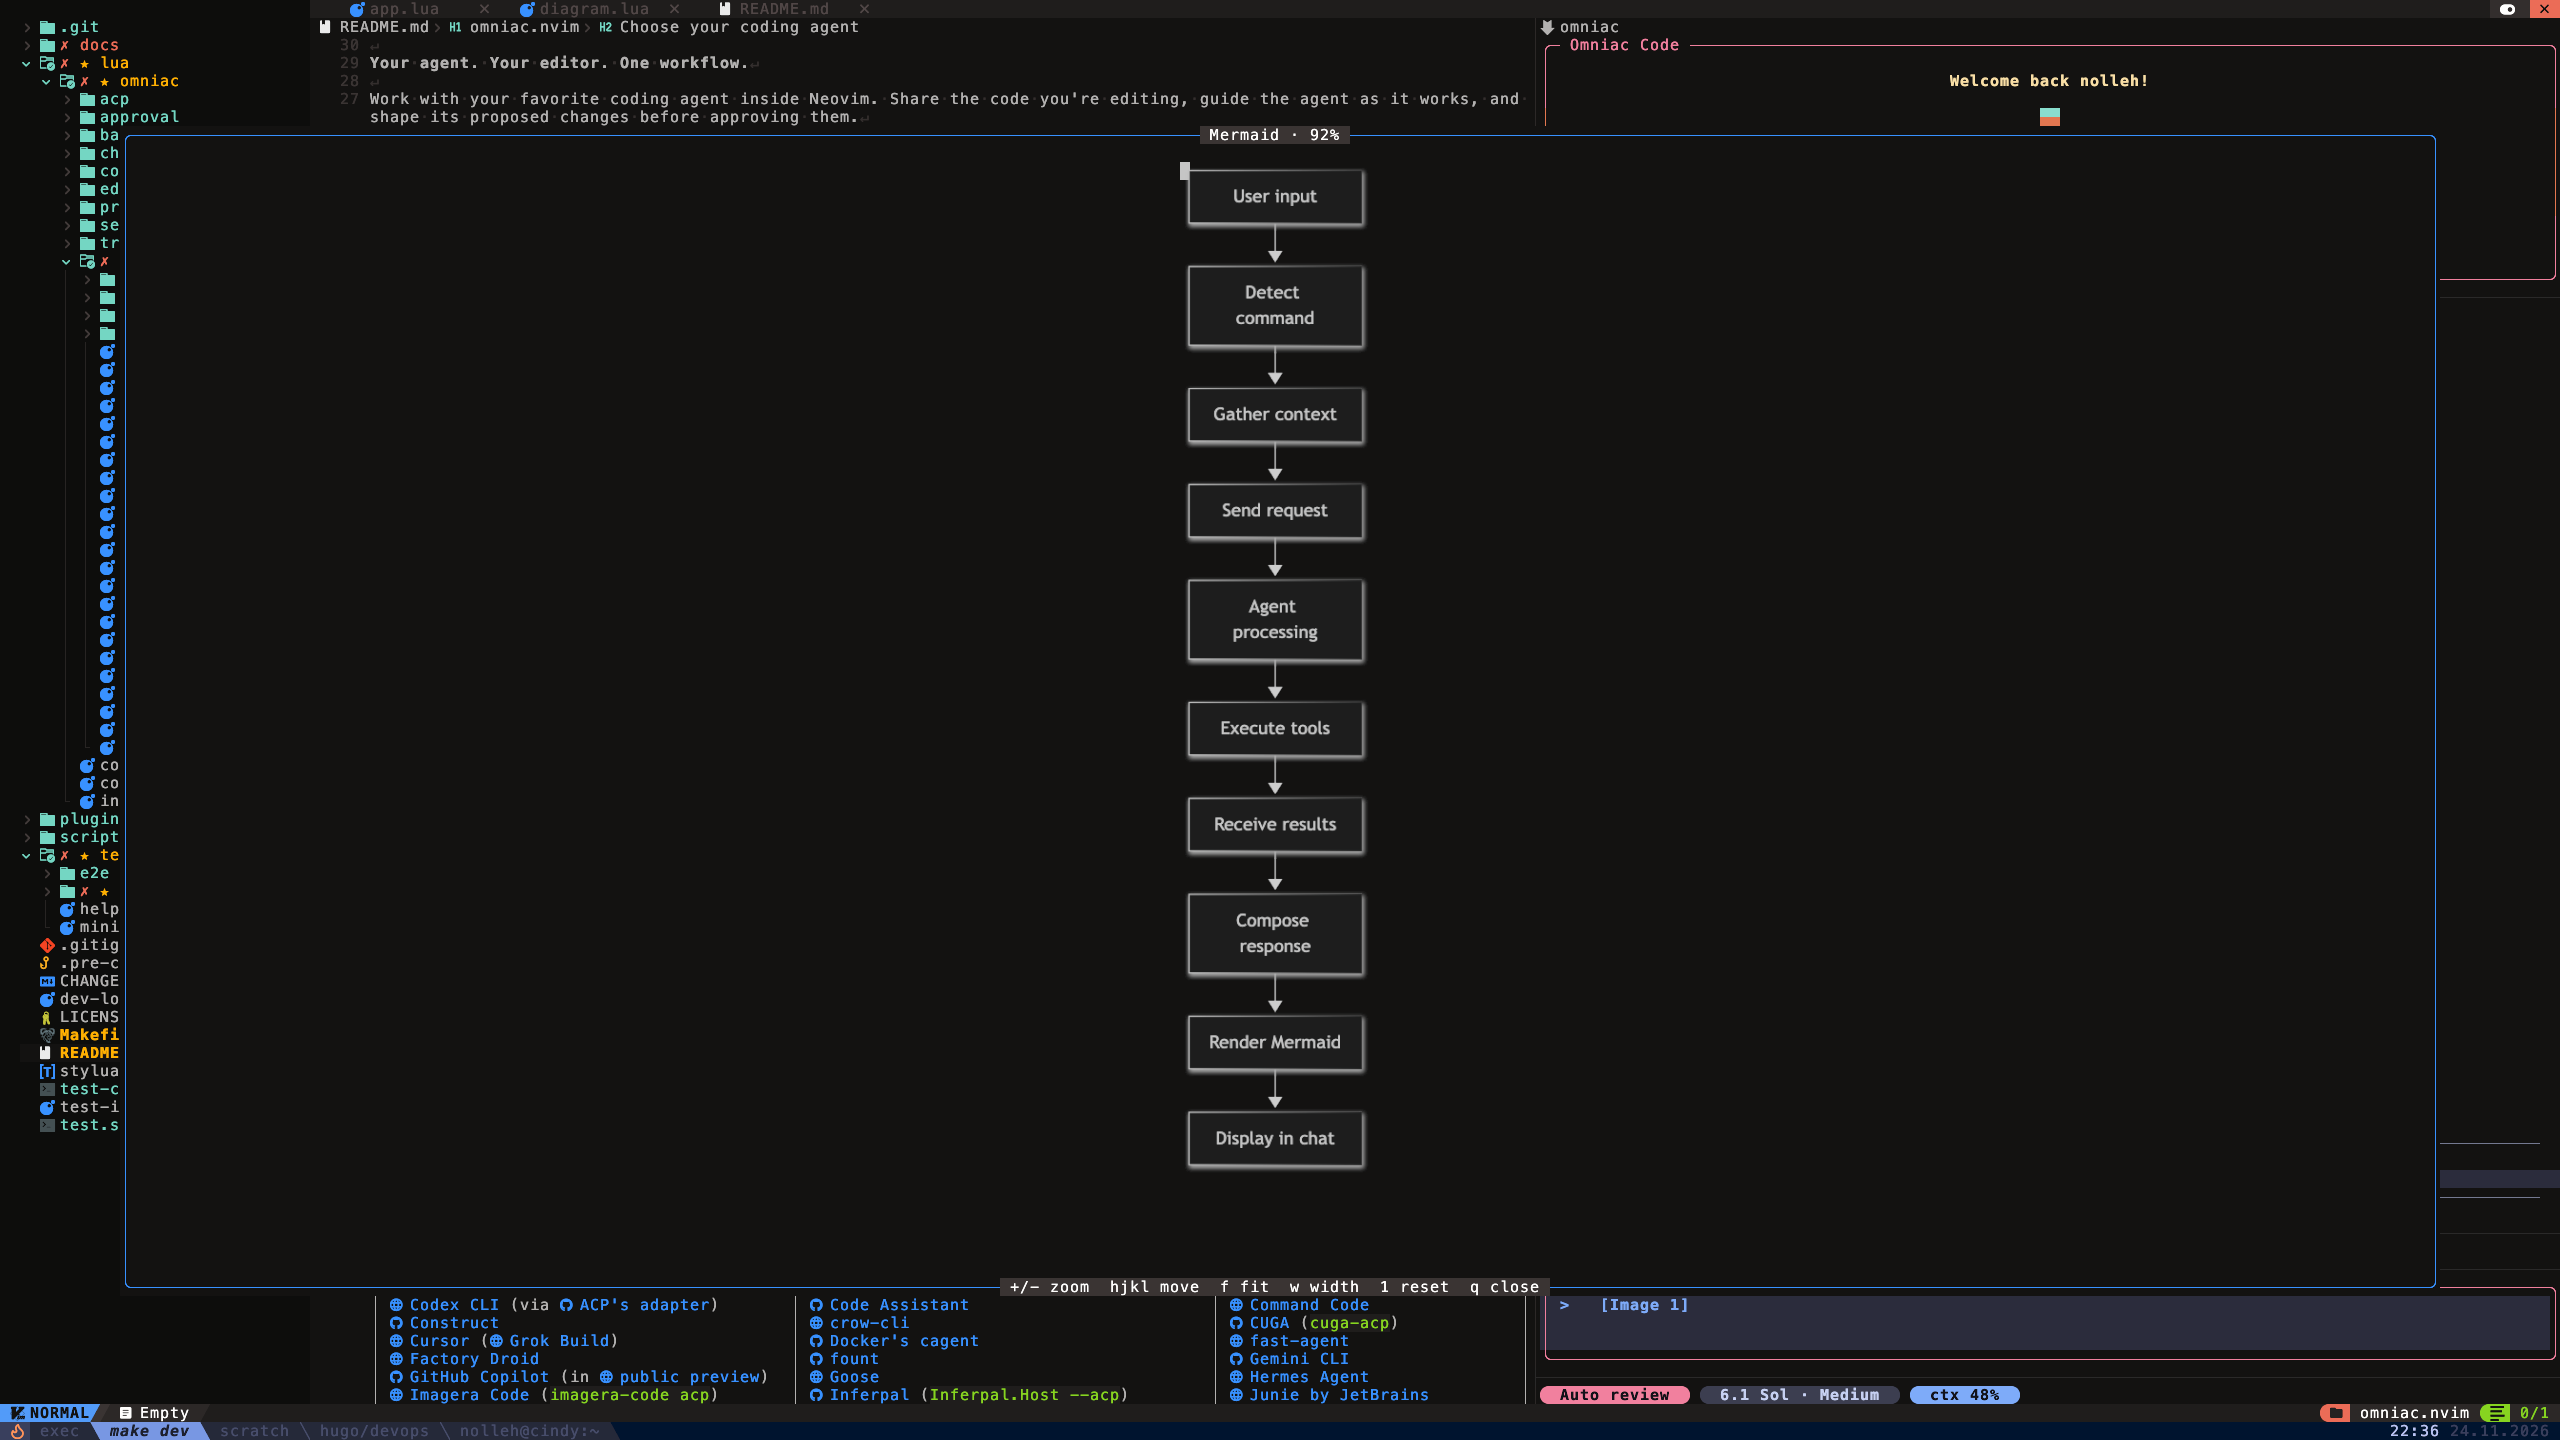 app.lua ✕ diagram.lua ✕ README.md ✕
.git
✗ docs
✗ ★ lua
✗ ★ omniac
acp
approval
ba
ch
co
ed
pr
se
tr
✗
co
co
in
plugin
script
✗ ★ te
e2e
✗ ★
help
mini
.gitig
.pre-c
CHANGE
dev-lo
LICENS
Makefi
README
stylua
test-c
test-i
test.s
README.md › H1 omniac.nvim › H2 Choose your coding agent
30
29 Your agent. Your editor. One workflow.
28
27 Work with your favorite coding agent inside Neovim. Share the code you're editing, guide the agent as it works, and
shape its proposed changes before approving them.
omniac
Omniac Code
Welcome back nolleh!
Mermaid · 92%
User input
Detect
command
Gather context
Send request
Agent
processing
Execute tools
Receive results
Compose
response
Render Mermaid
Display in chat
+/- zoom hjkl move f fit w width 1 reset q close
Codex CLI (via ACP's adapter)
Construct
Cursor (Grok Build)
Factory Droid
GitHub Copilot (in public preview)
Imagera Code (imagera-code acp)
Code Assistant
crow-cli
Docker's cagent
fount
Goose
Inferpal (Inferpal.Host --acp)
Command Code
CUGA (cuga-acp)
fast-agent
Gemini CLI
Hermes Agent
Junie by JetBrains
> [Image 1]
Auto review 6.1 Sol · Medium ctx 48%
NORMAL Empty
omniac.nvim 0/1
exec make dev scratch hugo/devops nolleh@cindy:~
22:36 24.11.2026